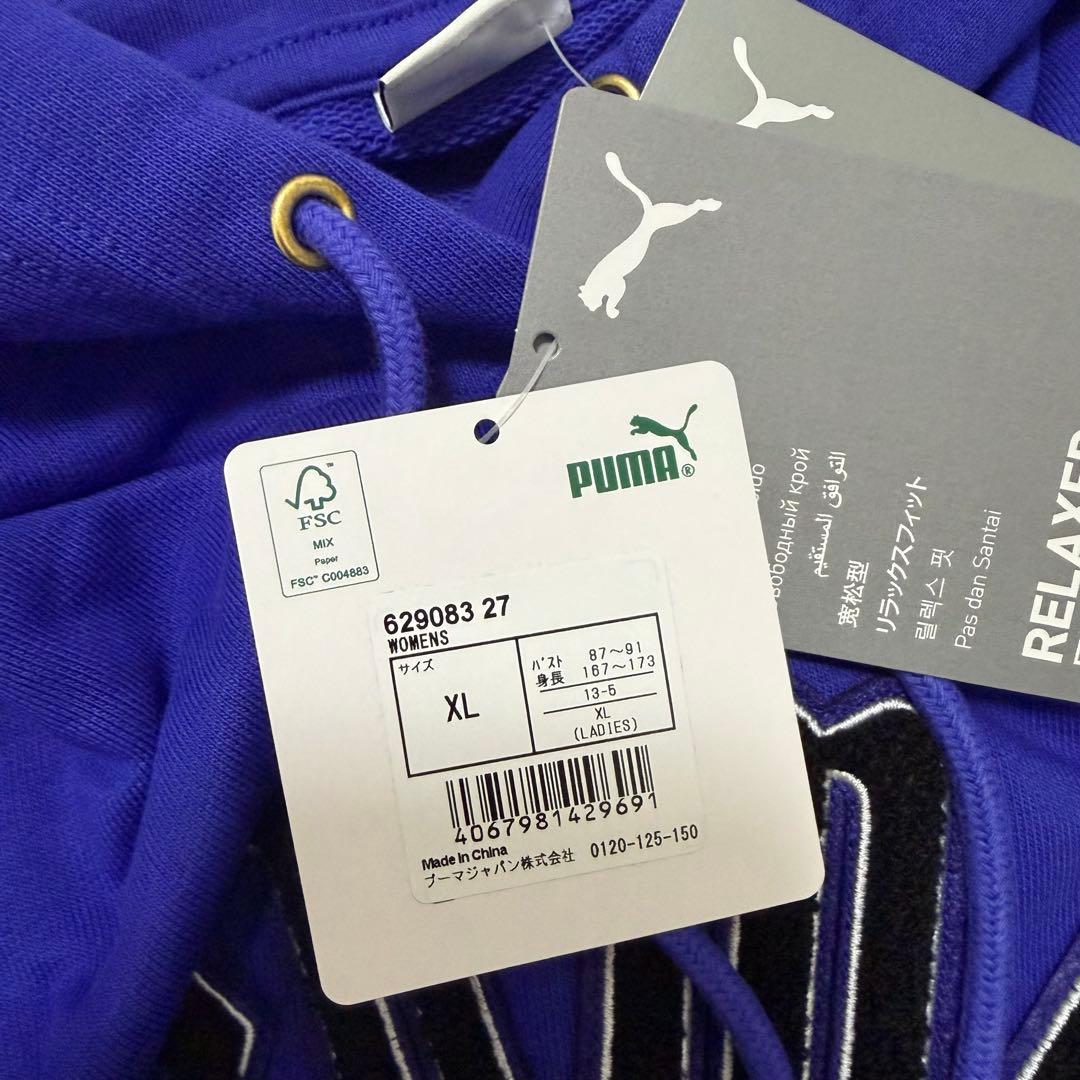 FSC
MIX
Paper
FSC™ C004883
PUMA®
629083 27
WOMENS
サイズ
XL
バスト 87～91
身長 167～173
13-5
XL
(LADIES)
4067981429691
Made in China
プーマジャパン株式会社 0120-125-150
التوافق المستقيم
宽松型
リラックスフィット
릴렉스 핏
Pas dan Santai
крой